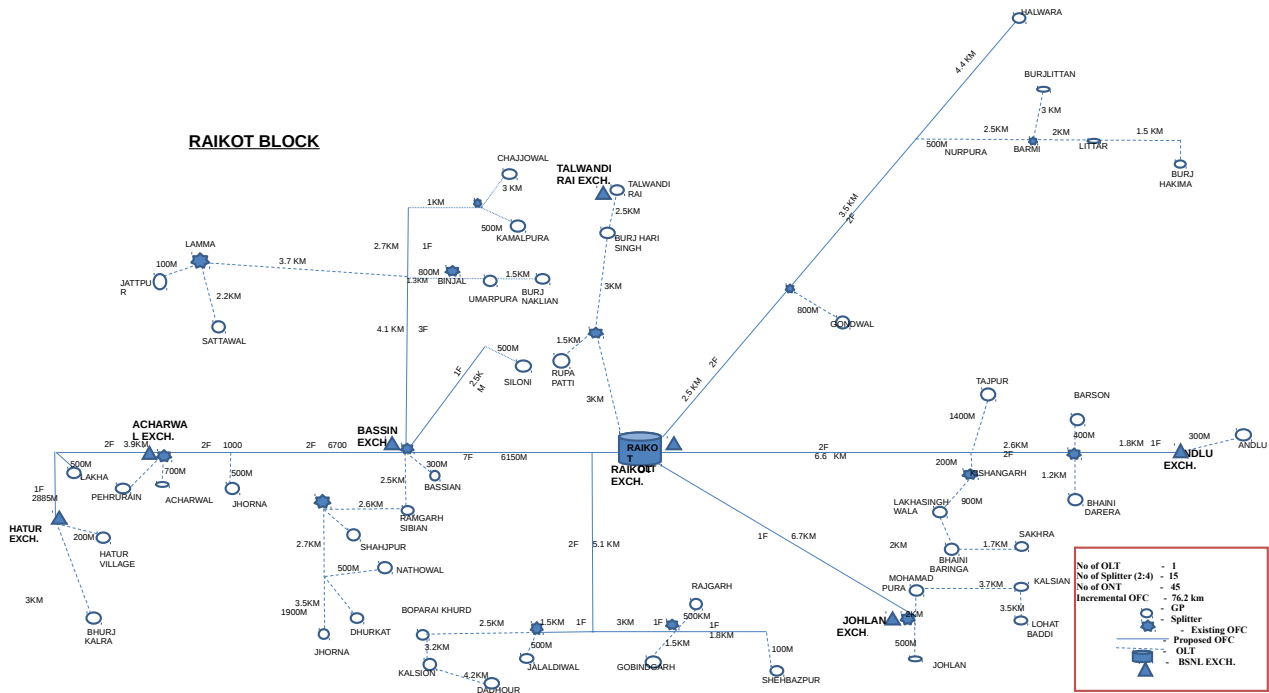 HALWARA
4.4 KM
BURJLITTAN
3 KM
2.5KM
2KM
1.5 KM
500M
NURPURA
BARMI
LITTAR
BURJ
HAKIMA
RAIKOT BLOCK
CHAJJOWAL
3 KM
TALWANDI
RAI EXCH.
TALWANDI
RAI
1KM
2.5KM
500M
KAMALPURA
3.5 KM
2F
BURJ HARI
SINGH
LAMMA
2.7KM
1F
100M
3.7 KM
800M
1.3KM
BINJAL
1.5KM
JATTPU
R
UMARPURA
BURJ
NAKLIAN
3KM
2.2KM
800M
GONDWAL
SATTAWAL
4.1 KM
3F
500M
1.5KM
1F
2.5K
M
SILONI
RUPA
PATTI
2F
2.5 KM
3KM
TAJPUR
BARSON
1400M
ACHARWA
L EXCH.
BASSIN
EXCH.
400M
300M
ANDLU
2F
3.9KM
2F
1000
2F
6700
7F
6150M
RAIKO
T
OLT
RAIKOT
EXCH.
2F
6.6 KM
2.6KM
2F
1.8KM
1F
ANDLU
EXCH.
500M
LAKHA
700M
500M
300M
BASSIAN
200M
KISHANGARH
1.2KM
PEHRURAIN
ACHARWAL
JHORNA
2.5KM
1F
2885M
2.6KM
RAMGARH
SIBIAN
LAKHASINGH
WALA
900M
BHAINI
DARERA
HATUR
EXCH.
200M
HATUR
VILLAGE
SHAHJPUR
2.7KM
2F
5.1 KM
1F
6.7KM
2KM
1.7KM
SAKHRA
BHAINI
BARINGA
500M
NATHOWAL
MOHAMAD
PURA
3.7KM
KALSIAN
3KM
3.5KM
1900M
BOPARAI KHURD
RAJGARH
3.5KM
LOHAT
BADDI
BHURJ
KALRA
DHURKAT
JHORNA
2.5KM
1.5KM
1F
3KM
1F
500KM
1F
1.8KM
JOHLAN
EXCH.
2KM
500M
3.2KM
500M
1.5KM
100M
JOHLAN
KALSION
4.2KM
JALALDIWAL
GOBINDGARH
SHEHBAZPUR
DADHOUR
No of OLT - 1
No of Splitter (2:4) - 15
No of ONT - 45
Incremental OFC - 76.2 km
- GP
- Splitter
- Existing OFC
- Proposed OFC
- OLT
- BSNL EXCH.